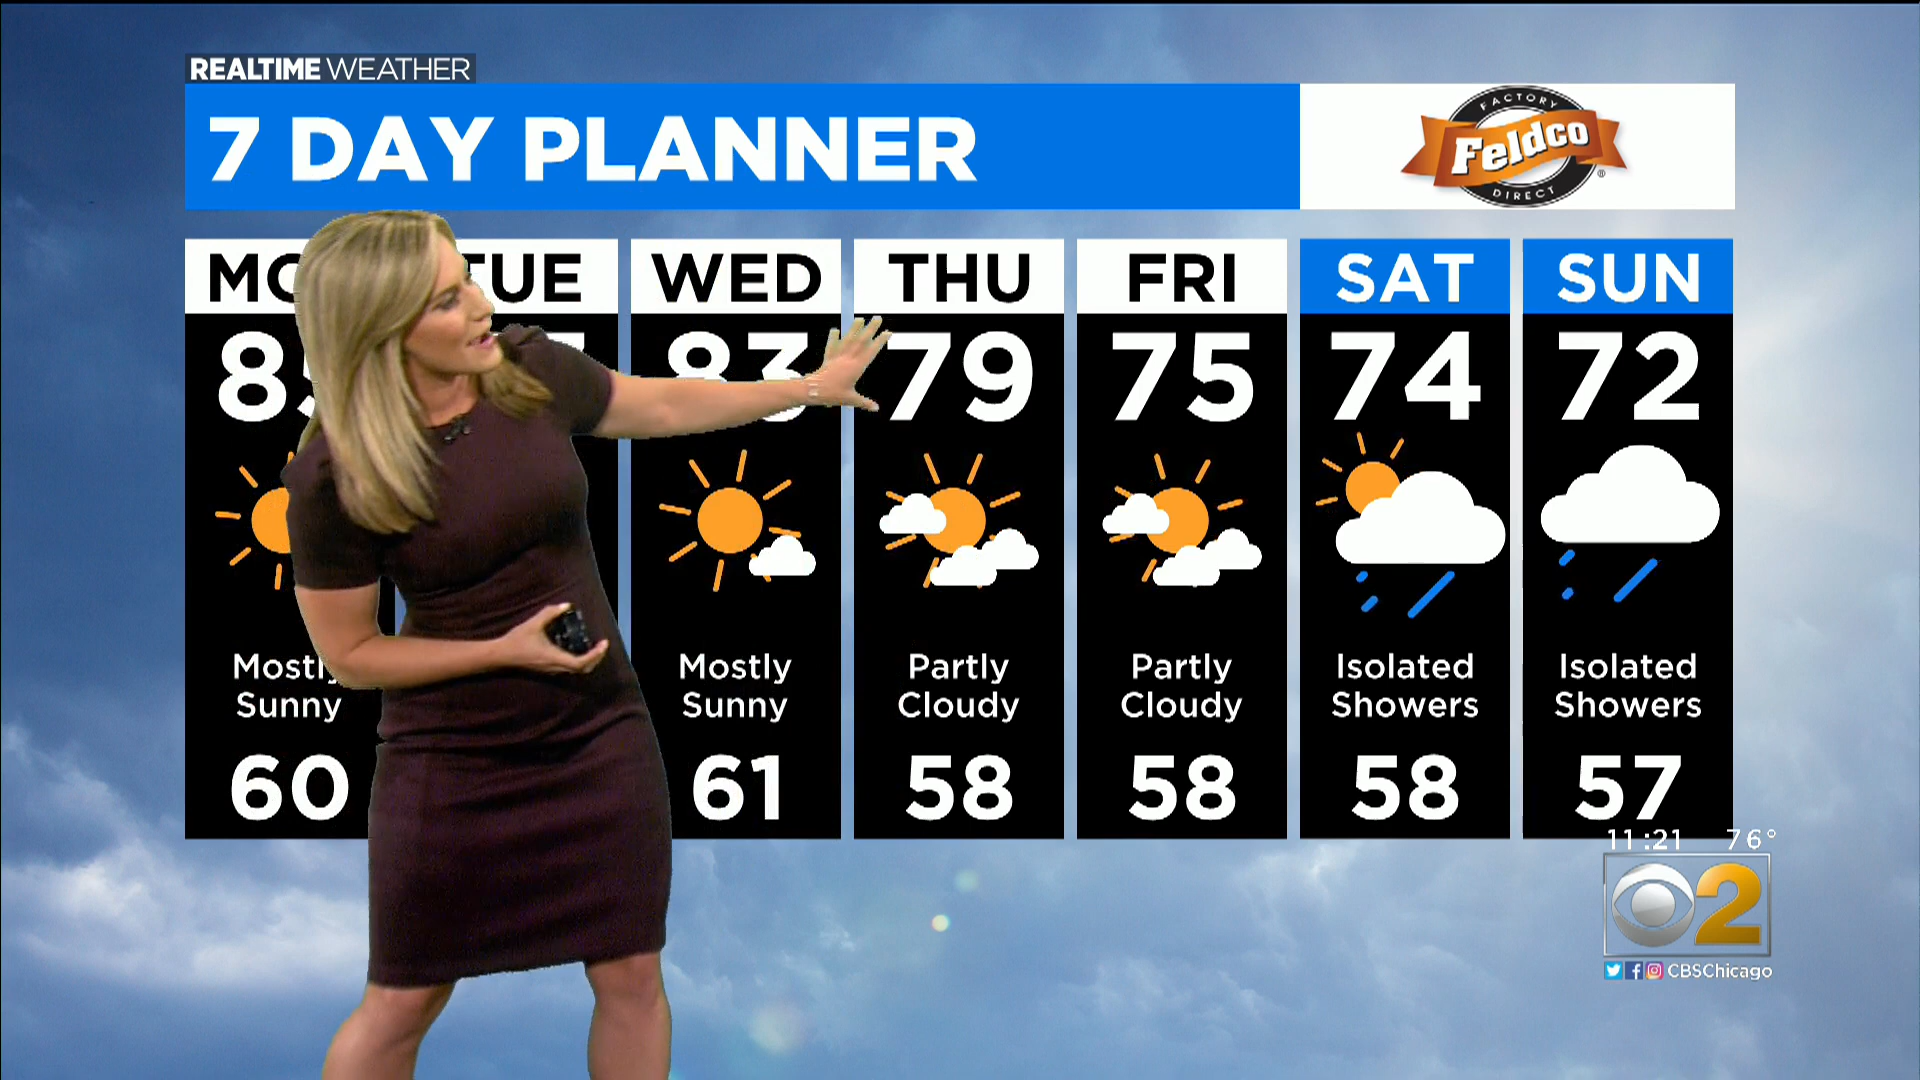 REALTIME WEATHER
7 DAY PLANNER
FACTORY
Feldco
DIRECT
®
TUE WED THU FRI SAT SUN
83 79 75 74 72
Mostly Mostly Partly Partly Isolated Isolated
Sunny Sunny Cloudy Cloudy Showers Showers
60 61 58 58 58 57
11:21 76°
2
CBSChicago